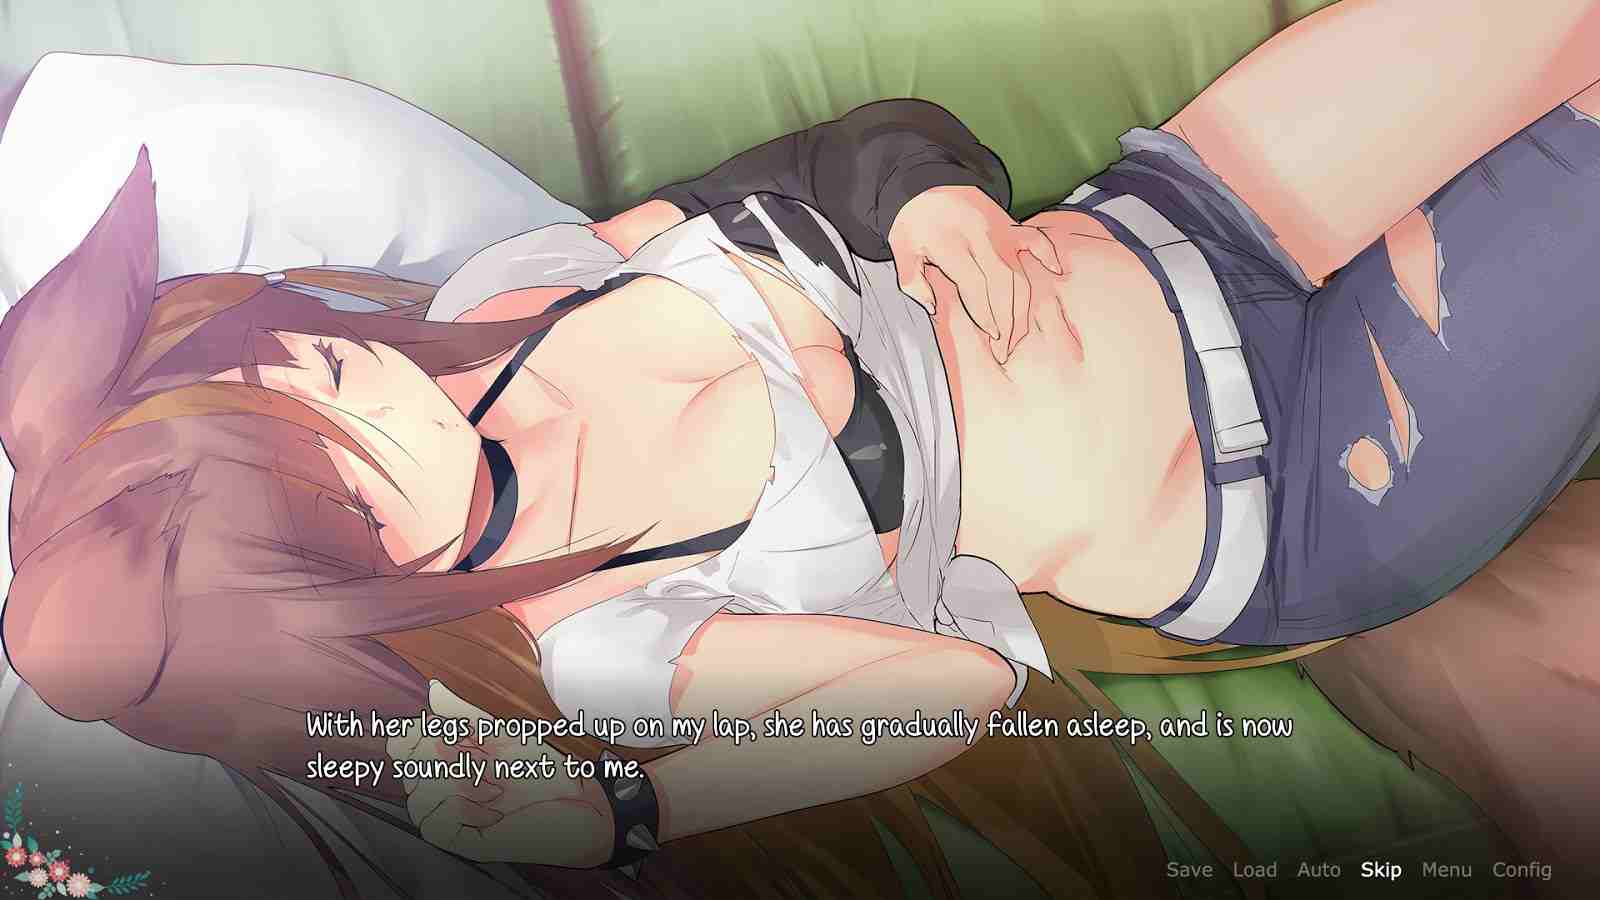 With her legs propped up on my lap, she has gradually fallen asleep, and is now
sleepy soundly next to me.
Save Load Auto Skip Menu Config